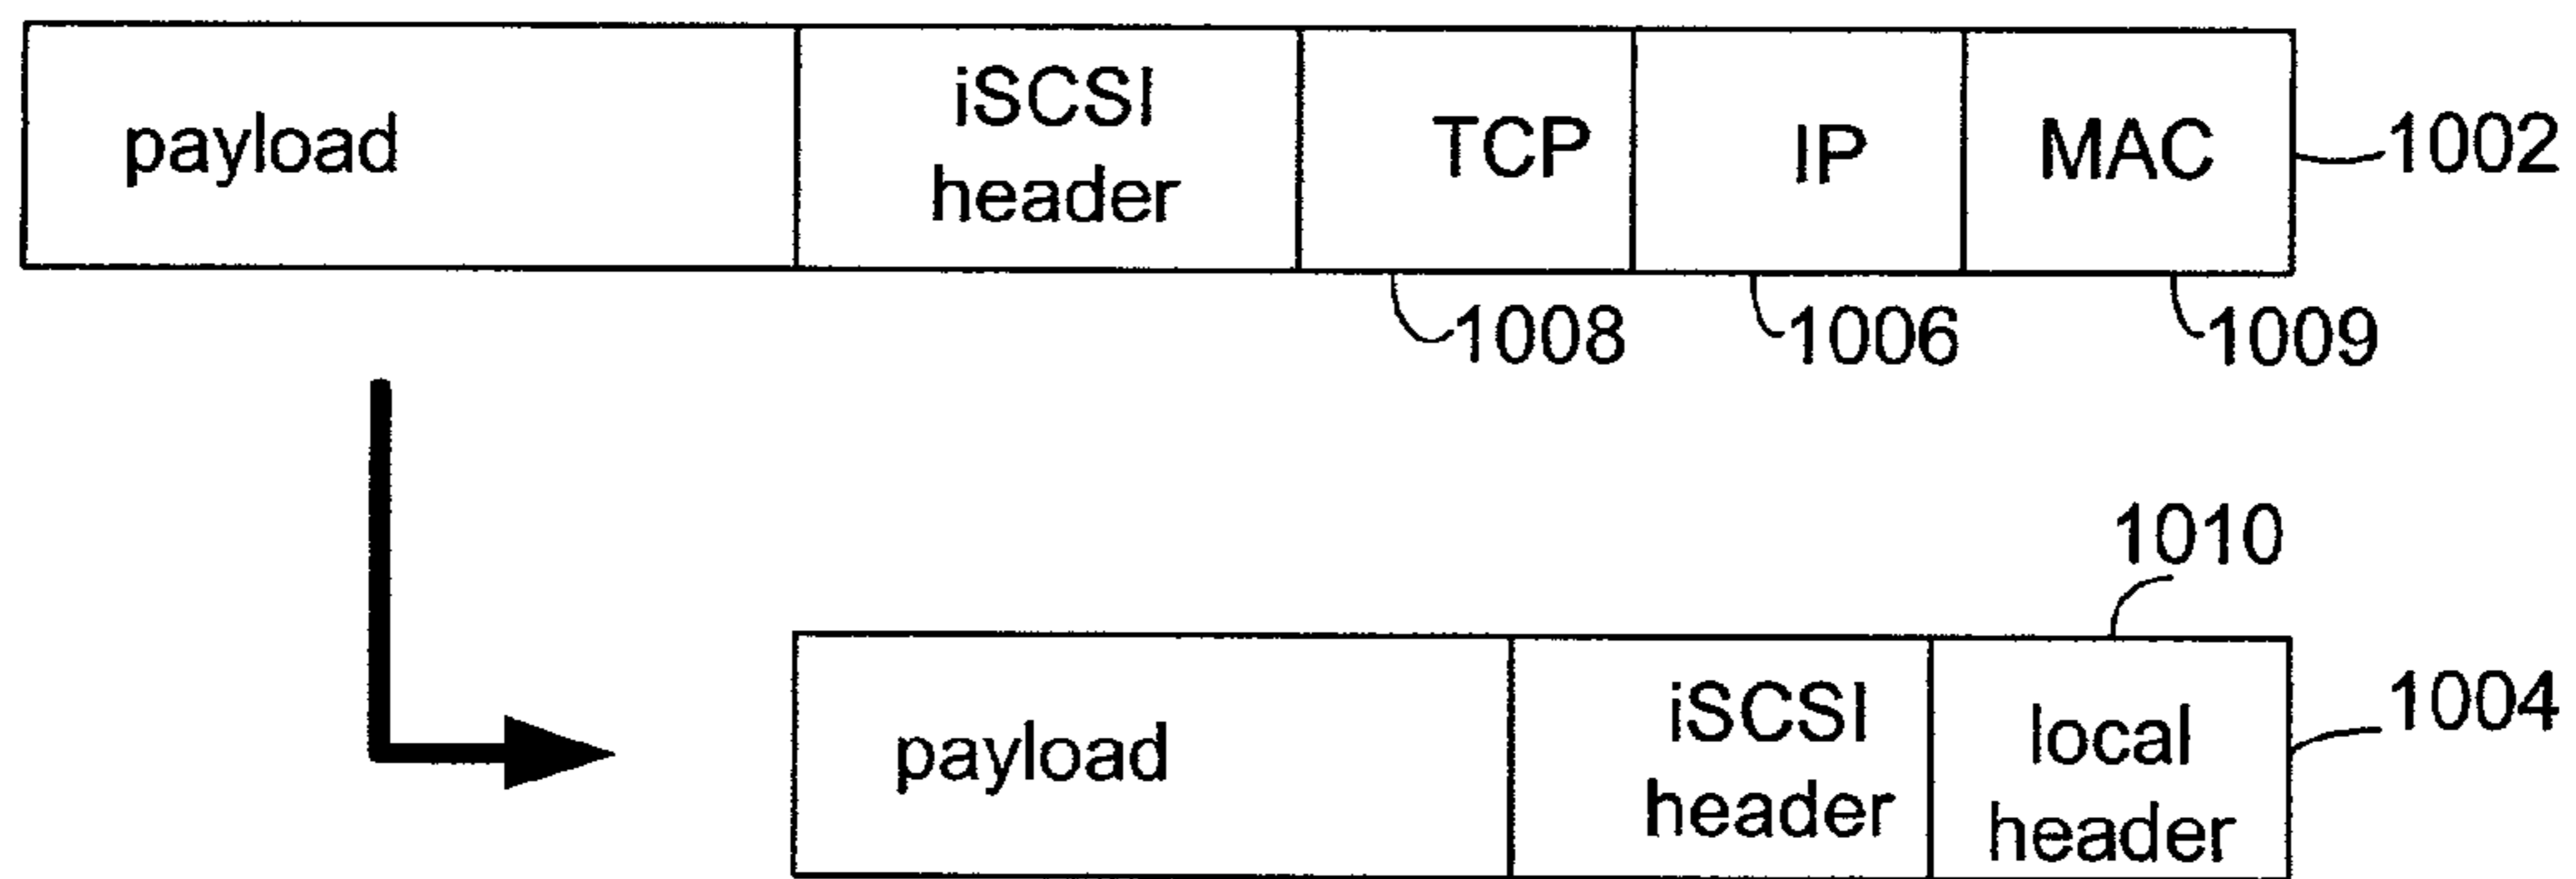 payload
iSCSI
header
TCP
IP
MAC
1002
1008
1006
1009
1010
payload
iSCSI
header
local
header
1004